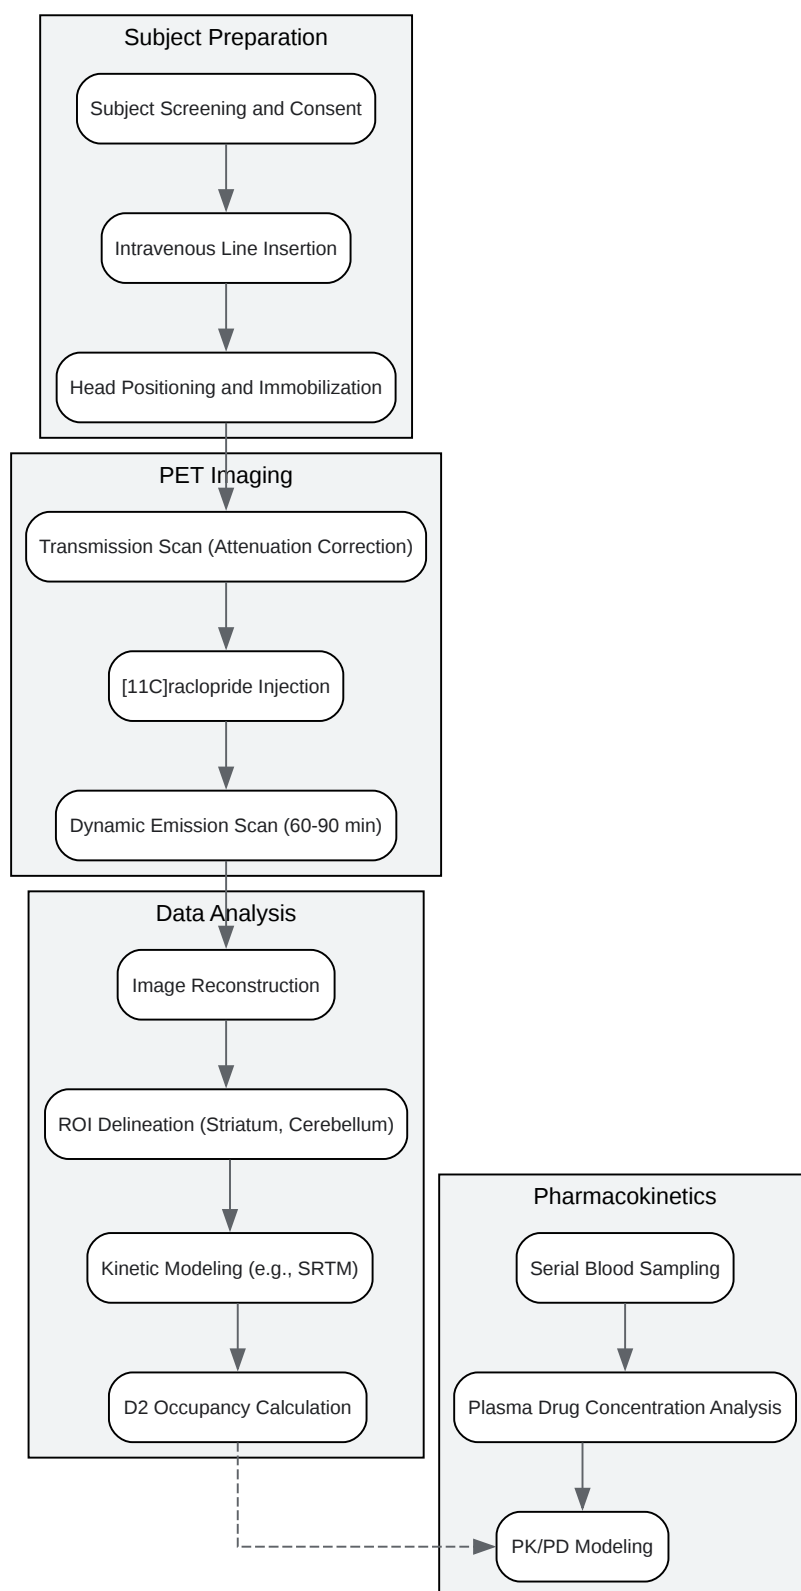 Subject Preparation
Subject Screening and Consent
Intravenous Line Insertion
Head Positioning and Immobilization
PET Imaging
Transmission Scan (Attenuation Correction)
[11C]raclopride Injection
Dynamic Emission Scan (60-90 min)
Data Analysis
Image Reconstruction
ROI Delineation (Striatum, Cerebellum)
Kinetic Modeling (e.g., SRTM)
D2 Occupancy Calculation
Pharmacokinetics
Serial Blood Sampling
Plasma Drug Concentration Analysis
PK/PD Modeling